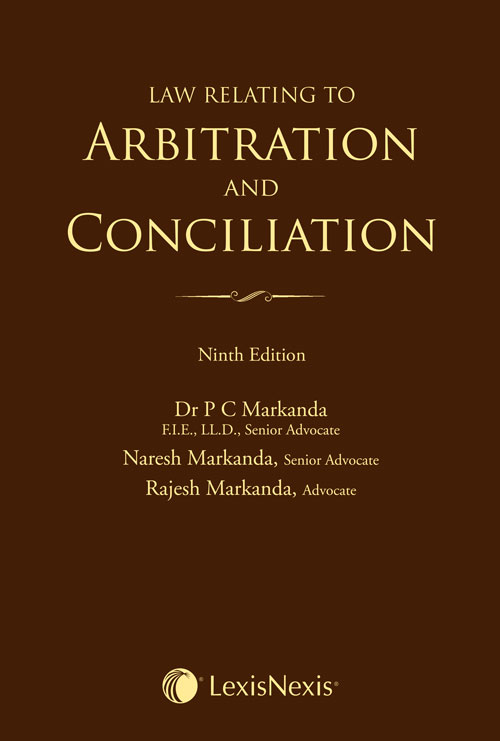 LAW RELATING TO
ARBITRATION
AND
CONCILIATION
Ninth Edition
Dr P C Markanda
F.I.E., LL.D., Senior Advocate
Naresh Markanda, Senior Advocate
Rajesh Markanda, Advocate
® LexisNexis®